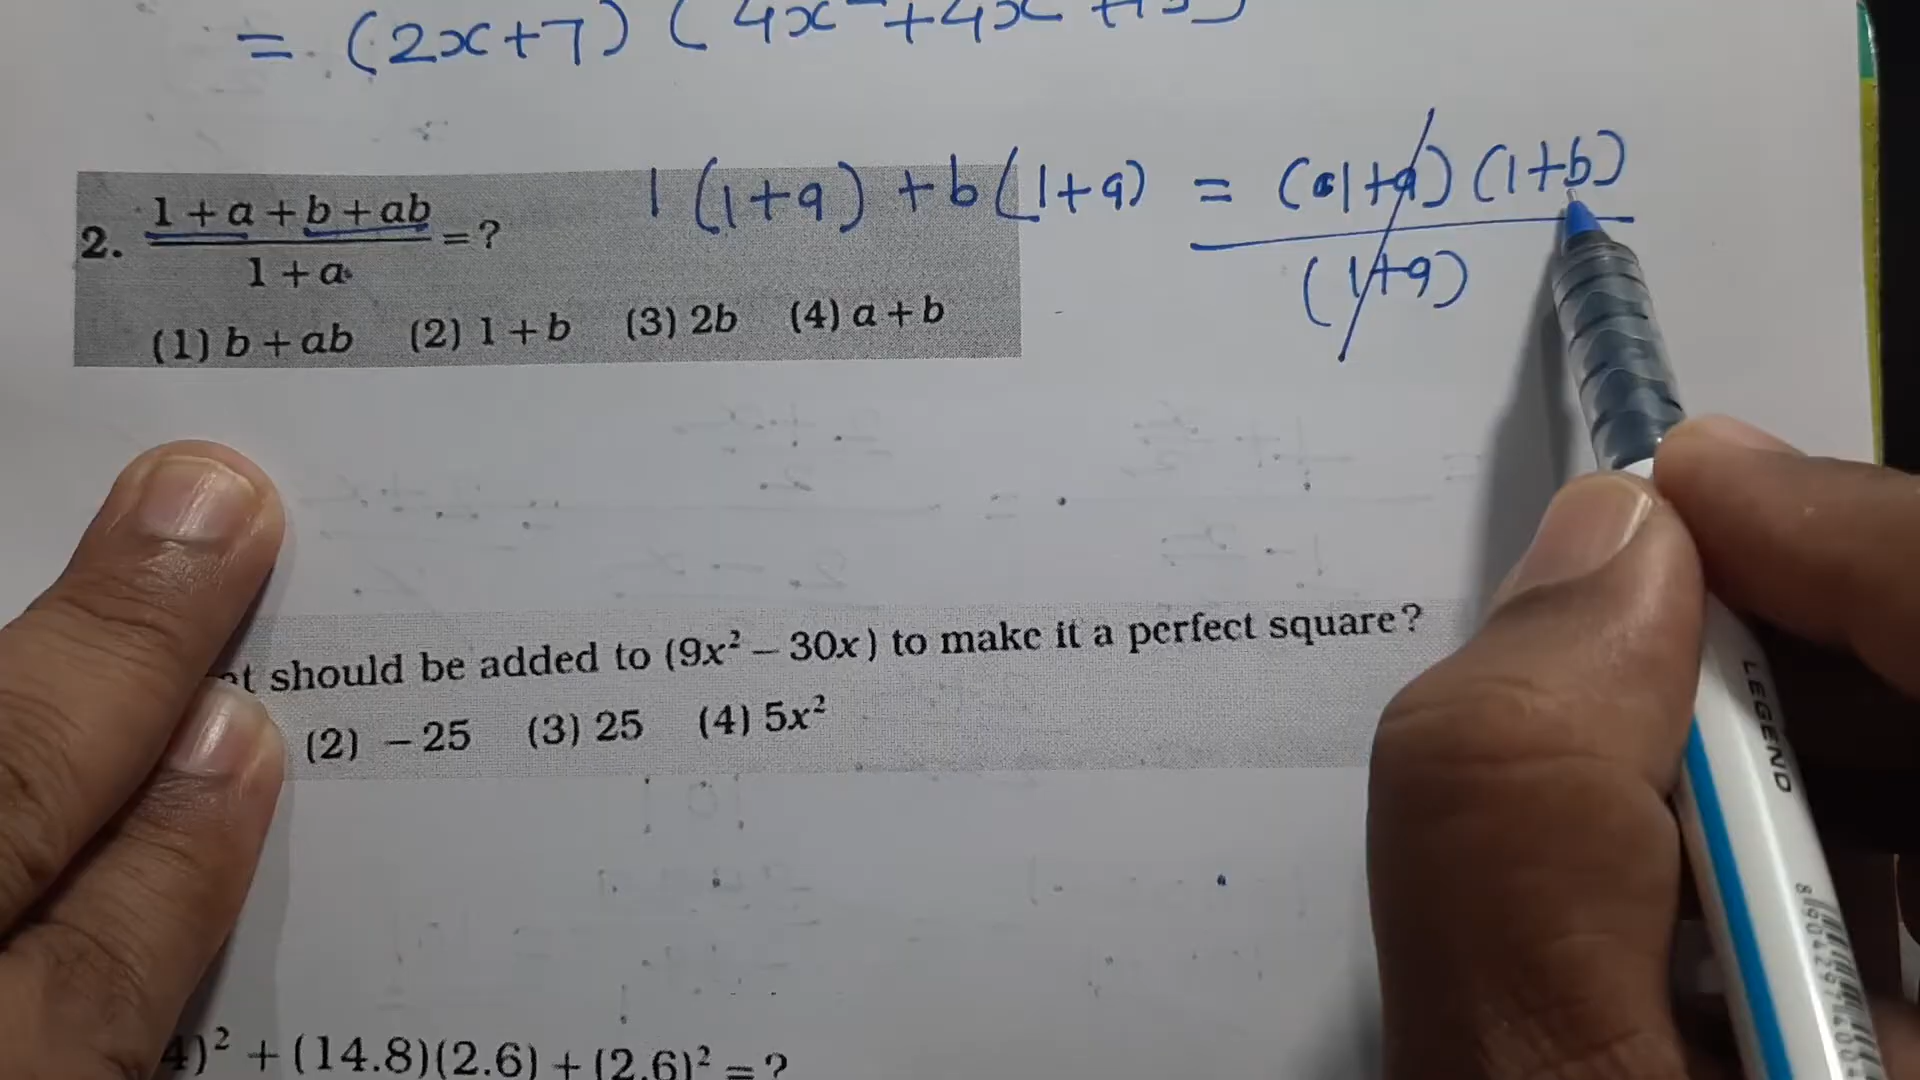 = (2x+7) ( 4x² +4x
1 (1+a) + b(1+a) = (1+a) (1+b)
(1+a)
2. 1 + a + b + ab = ?
1 + a
(1) b + ab (2) 1 + b (3) 2b (4) a + b
should be added to (9x² – 30x) to make it a perfect square?
(2) – 25 (3) 25 (4) 5x²
4)² + (14.8)(2.6) + (2.6)² = ?
LEGEND